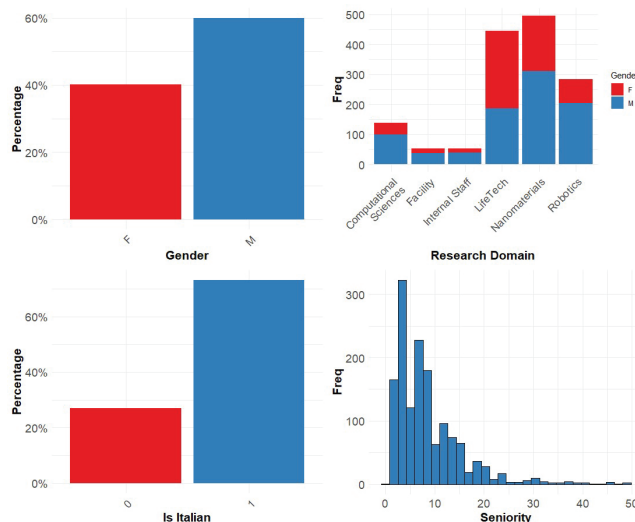 60%
40%
20%
0%
Percentage
F
M
Gender
500
400
300
200
100
0
Freq
Computational
Sciences
Facility
Internal Staff
LifeTech
Nanomaterials
Robotics
Research Domain
Gender
F
M
60%
40%
20%
0%
Percentage
0
1
Is Italian
300
200
100
0
Freq
0
10
20
30
40
50
Seniority